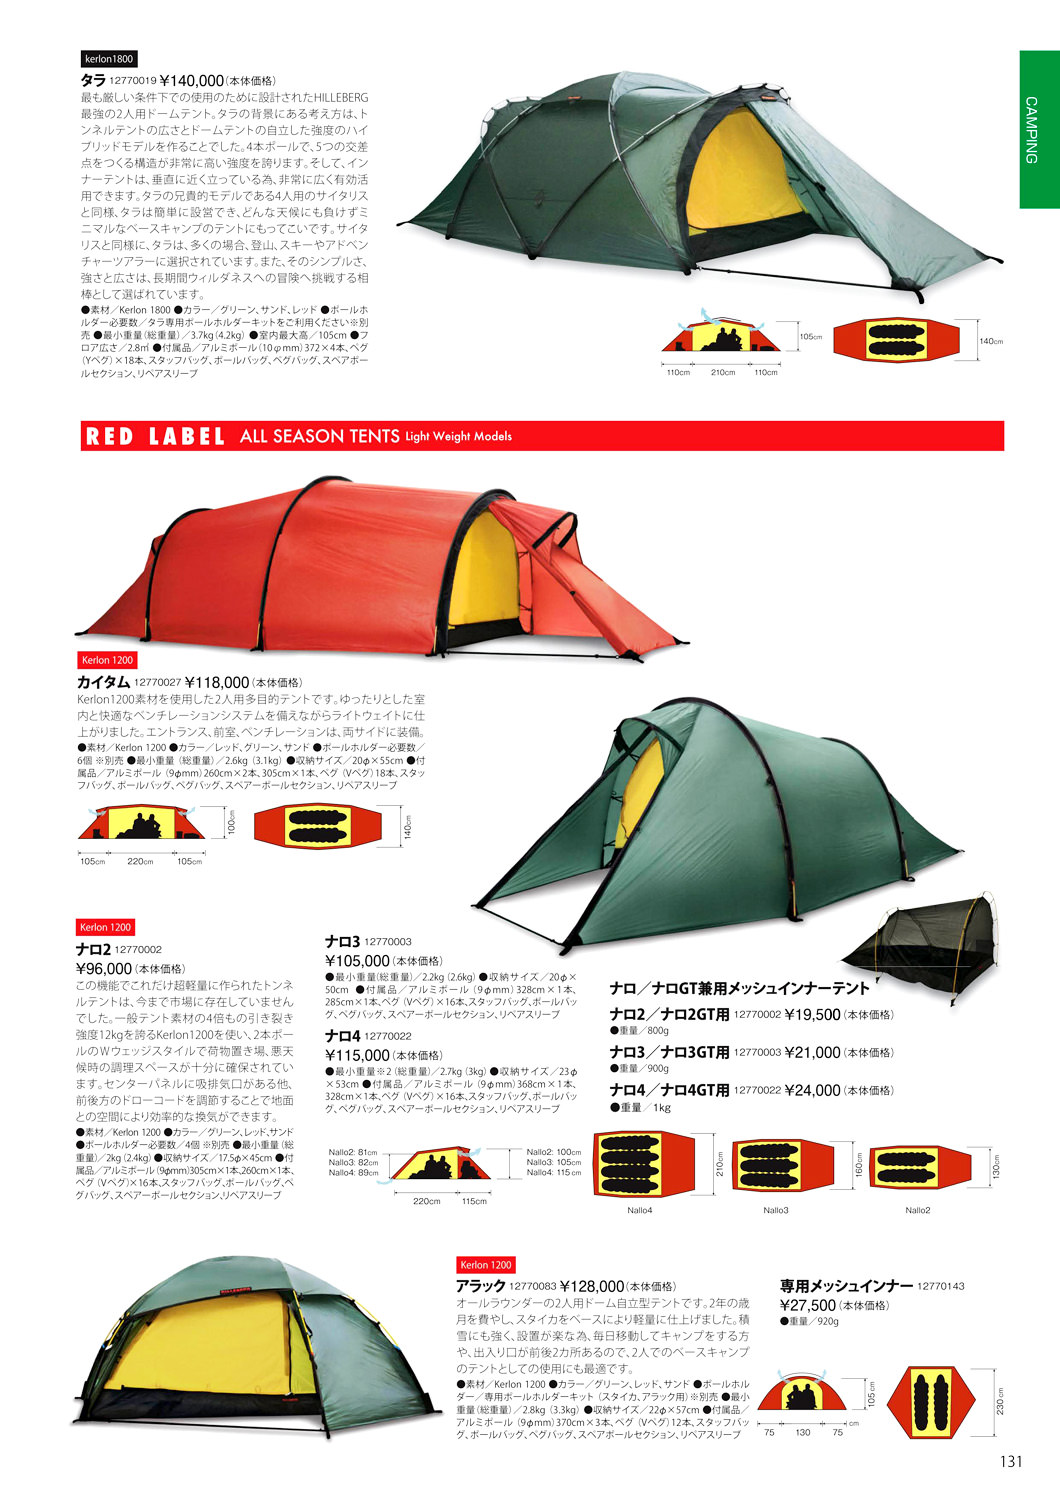 kerlon1800
タラ 12770019 ¥140,000(本体価格)
最も厳しい条件下での使用のために設計されたHILLEBERG
最強の2人用ドームテント。タラの背景にある考え方は、ト
ンネルテントの広さとドームテントの自立した強度のハイ
ブリッドモデルを作ることでした。4本ポールで、5つの交差
点をつくる構造が非常に高い強度を誇ります。そして、イン
ナーテントは、垂直に近く立っている為、非常に広く有効活
用できます。タラの兄貴的モデルである4人用のサイタリス
と同様、タラは簡単に設営でき、どんな天候にも負けずミ
ニマルなベースキャンプのテントにもってこいです。サイタ
リスと同様に、タラは、多くの場合、登山、スキーやアドベン
チャーツアラーに選択されています。また、そのシンプルさ、
強さと広さは、長期間ウィルダネスへの冒険へ挑戦する相
棒として選ばれています。
●素材／Kerlon 1800 ●カラー／グリーン、サンド、レッド ●ポールホ
ルダー必要数／タラ専用ポールホルダーキットをご利用ください※別
売 ●最小重量(総重量)／3.7kg(4.2kg) ●室内最大高／105cm ●フ
ロア広さ／2.8㎡ ●付属品／アルミポール(10φmm)372×4本、ペグ
(Yペグ)×18本、スタッフバッグ、ポールバッグ、ペグバッグ、スペアポー
ルセクション、リペアスリーブ
105cm
110cm 210cm 110cm
140cm
CAMPING
RED LABEL ALL SEASON TENTS Light Weight Models
Kerlon 1200
カイタム 12770027 ¥118,000(本体価格)
Kerlon1200素材を使用した2人用多目的テントです。ゆったりとした室
内と快適なベンチレーションシステムを備えながらライトウェイトに仕
上がりました。エントランス、前室、ベンチレーションは、両サイドに装備。
●素材／Kerlon 1200 ●カラー／レッド、グリーン、サンド ●ポールホルダー必要数／
6個 ※別売 ●最小重量 (総重量)／2.6kg (3.1kg) ●収納サイズ／20φ×55cm ●付
属品／アルミポール (9φmm)260cm×2本、305cm×1本、ペグ (Vペグ)18本、スタッ
フバッグ、ポールバッグ、ペグバッグ、スペアーポールセクション、リペアスリーブ
100cm
105cm 220cm 105cm
140cm
Kerlon 1200
ナロ2 12770002
¥96,000(本体価格)
この機能でこれだけ超軽量に作られたトンネ
ルテントは、今まで市場に存在していません
でした。一般テント素材の4倍もの引き裂き
強度12kgを誇るKerlon1200を使い、2本ポー
ルのWウェッジスタイルで荷物置き場、悪天
候時の調理スペースが十分に確保されてい
ます。センターパネルに吸排気口がある他、
前後方のドローコードを調節することで地面
との空間により効率的な換気ができます。
●素材／Kerlon 1200 ●カラー／グリーン、レッド、サンド
●ポールホルダー必要数／4個 ※別売 ●最小重量 (総
重量)／2kg (2.4kg) ●収納サイズ／17.5φ×45cm ●付
属品／アルミポール (9φmm)305cm×1本,260cm×1本、
ペグ (Vペグ)×16本、スタッフバッグ、ポールバッグ、ペ
グバッグ、スペアーポールセクション、リペアスリーブ
ナロ3 12770003
¥105,000(本体価格)
●最小重量(総重量)／2.2kg (2.6kg) ●収納サイズ／20φ×
50cm ●付属品／アルミポール (9φmm) 328cm×1本、
285cm×1本、ペグ (Vペグ)×16本、スタッフバッグ、ポールバッ
グ、ペグバッグ、スペアーポールセクション、リペアスリーブ
ナロ4 12770022
¥115,000(本体価格)
●最小重量※2 (総重量)／2.7kg (3kg) ●収納サイズ／23φ
×53cm ●付属品／アルミポール (9φmm)368cm×1本、
328cm×1本、ペグ (Vペグ)×16本、スタッフバッグ、ポールバッ
グ、ペグバッグ、スペアーポールセクション、リペアスリーブ
Nallo2: 81cm
Nallo3: 82cm
Nallo4: 89cm
Nallo2: 100cm
Nallo3: 105cm
Nallo4: 115cm
220cm 115cm
ナロ／ナロGT兼用メッシュインナーテント
ナロ2／ナロ2GT用 12770002 ¥19,500(本体価格)
●重量／800g
ナロ3／ナロ3GT用 12770003 ¥21,000(本体価格)
●重量／900g
ナロ4／ナロ4GT用 12770022 ¥24,000(本体価格)
●重量／1kg
210cm
160cm
130cm
Nallo4 Nallo3 Nallo2
HILLEBERG
Kerlon 1200
アラック 12770083 ¥128,000(本体価格)
オールラウンダーの2人用ドーム自立型テントです。2年の歳
月を費やし、スタイカをベースにより軽量に仕上げました。積
雪にも強く、設置が楽な為、毎日移動してキャンプをする方
や、出入り口が前後2カ所あるので、2人でのベースキャンプ
のテントとしての使用にも最適です。
●素材／Kerlon 1200 ●カラー／グリーン、レッド、サンド ●ポールホル
ダー／専用ポールホルダーキット (スタイカ、アラック用) ※別売 ●最小
重量(総重量)／2.8kg (3.3kg) ●収納サイズ／22φ×57cm ●付属品／
アルミポール (9φmm)370cm×3本、ペグ (Vペグ)12本、スタッフバッ
グ、ポールバッグ、ペグバッグ、スペアポールセクション、リペアスリーブ
専用メッシュインナー 12770143
¥27,500(本体価格)
●重量／920g
105cm
cm
75 130 75
230cm
131